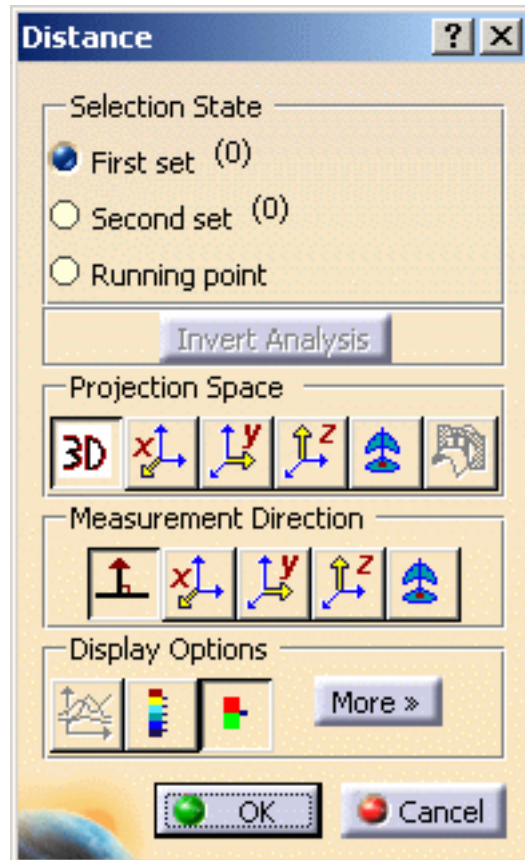 Distance ?
Selection State
First set (0)
Second set (0)
Running point
Invert Analysis
Projection Space
3D x y z
Measurement Direction
x y z
Display Options
More »
OK Cancel